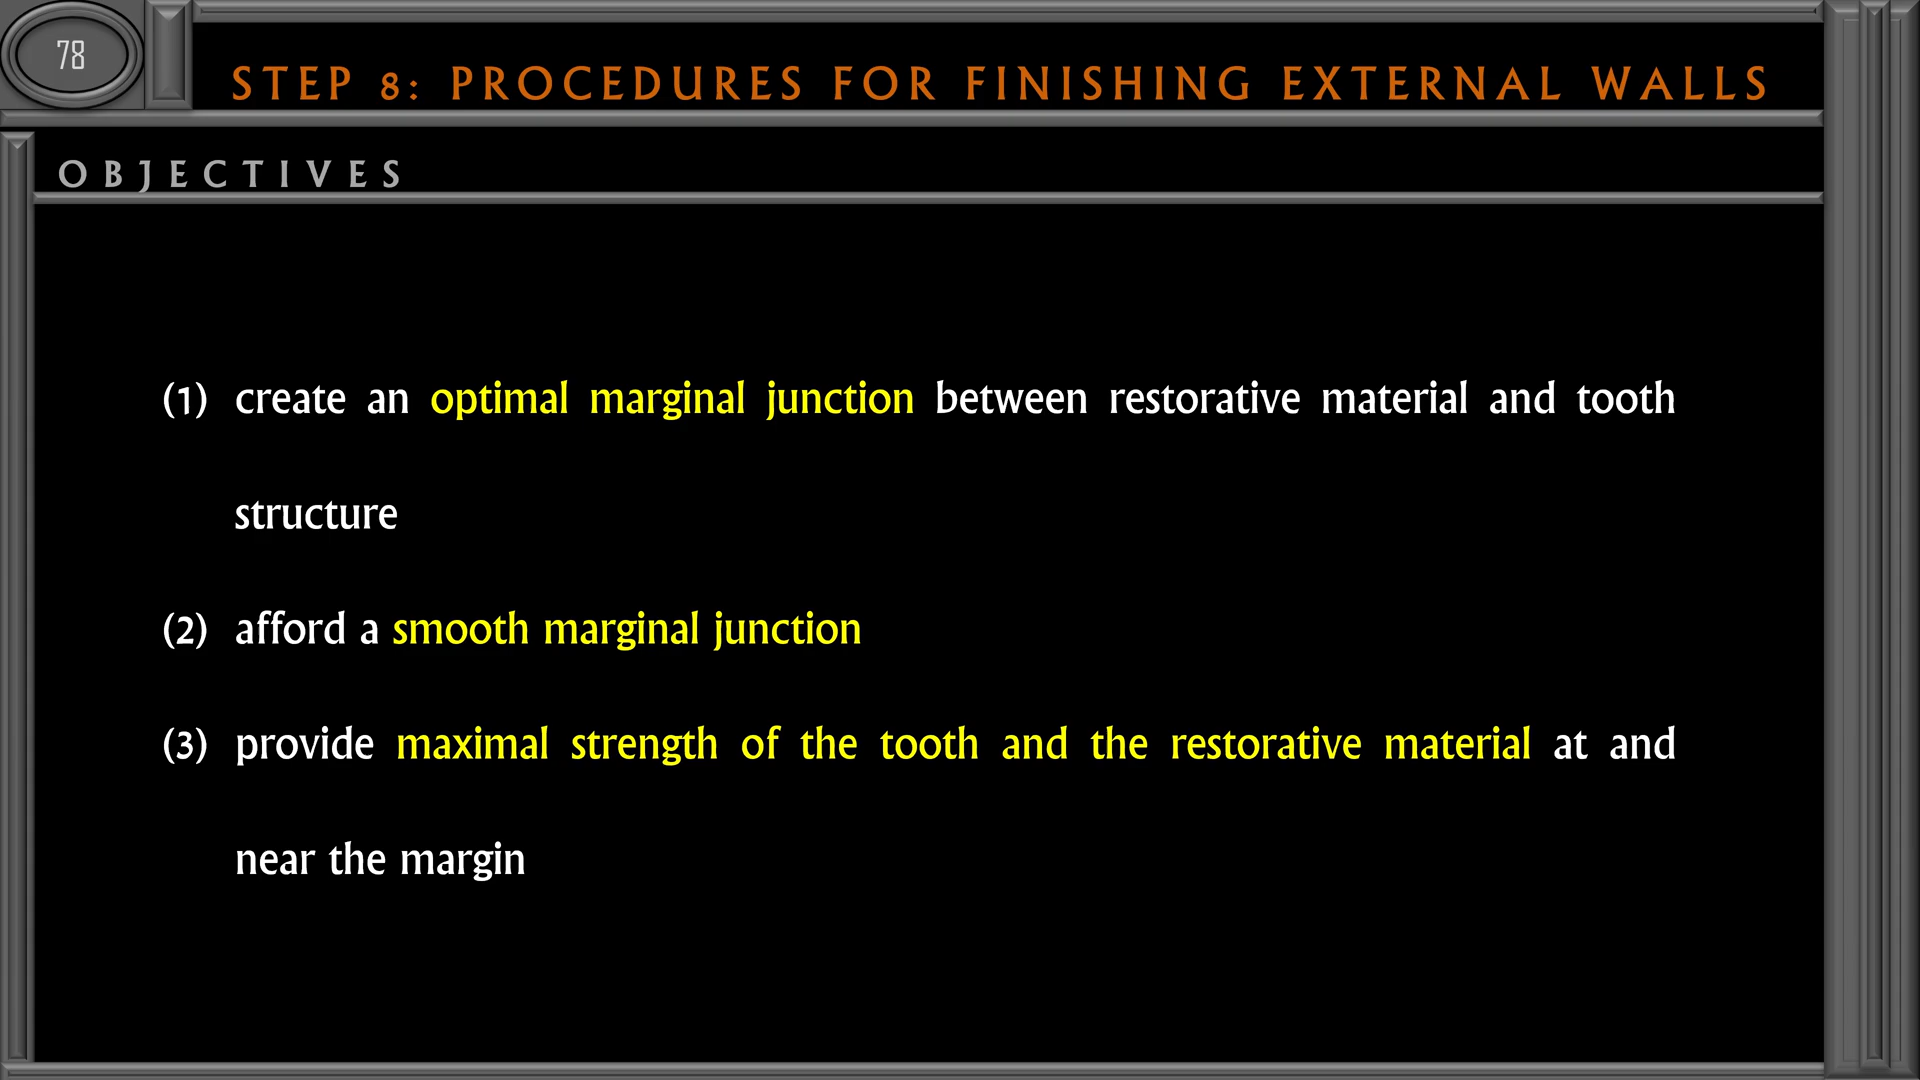 78
STEP 8: PROCEDURES FOR FINISHING EXTERNAL WALLS
OBJECTIVES
(1) create an optimal marginal junction between restorative material and tooth
structure
(2) afford a smooth marginal junction
(3) provide maximal strength of the tooth and the restorative material at and
near the margin